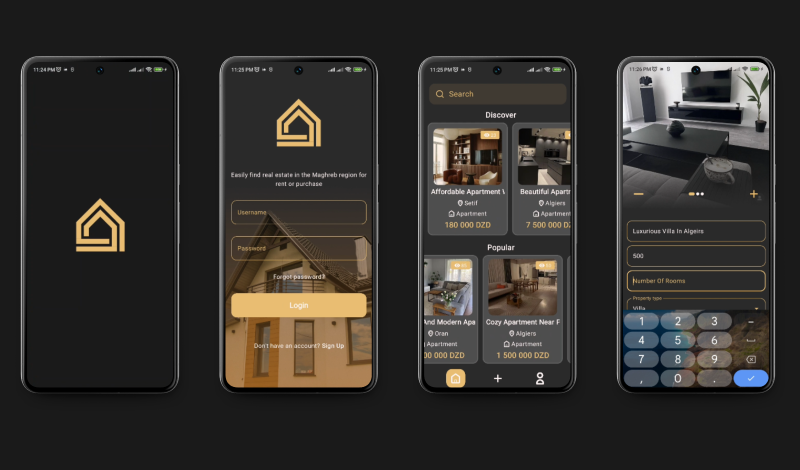 11:24 PM
11:25 PM
Easily find real estate in the Maghreb region for
rent or purchase
Username
Password
Forgot password?
Login
Don't have an account? Sign Up
11:25 PM
Search
Discover
Affordable Apartment
Setif
Apartment
180 000 DZD
Beautiful
Algiers
Apartment
7 500 000 DZD
Popular
And Modern Apa
Oran
Apartment
00 000 DZD
Cozy Apartment Near F
Algiers
Apartment
1 500 000 DZD
11:26 PM
Luxurious Villa In Algeirs
500
Number Of Rooms
Property type
Villa
1 2 3 -
4 5 6
7 8 9
, 0 .